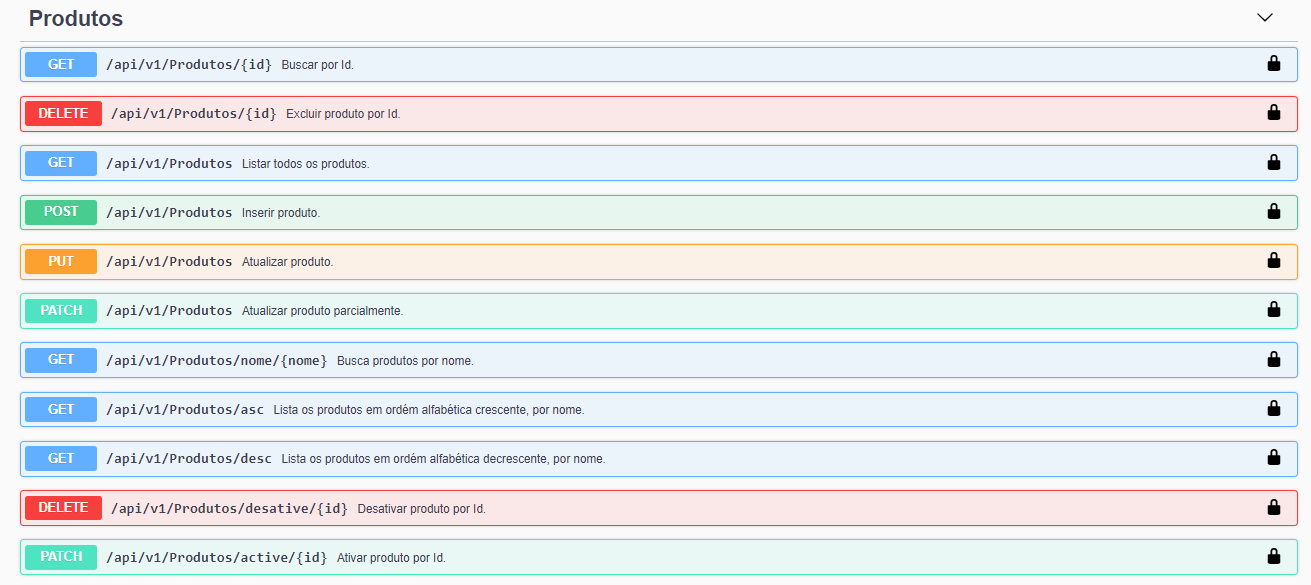 Produtos
GET /api/v1/Produtos/{id} Buscar por Id.
DELETE /api/v1/Produtos/{id} Excluir produto por Id.
GET /api/v1/Produtos Listar todos os produtos.
POST /api/v1/Produtos Inserir produto.
PUT /api/v1/Produtos Atualizar produto.
PATCH /api/v1/Produtos Atualizar produto parcialmente.
GET /api/v1/Produtos/nome/{nome} Busca produtos por nome.
GET /api/v1/Produtos/asc Lista os produtos em ordém alfabética crescente, por nome.
GET /api/v1/Produtos/desc Lista os produtos em ordém alfabética decrescente, por nome.
DELETE /api/v1/Produtos/desative/{id} Desativar produto por Id.
PATCH /api/v1/Produtos/active/{id} Ativar produto por Id.